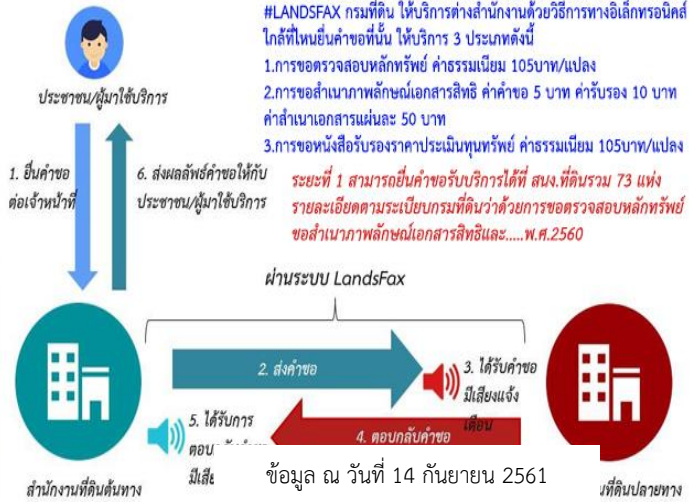 #LANDSFAX กรมที่ดิน ให้บริการต่างสำนักงานด้วยวิธีการทางอิเล็กทรอนิคส์
ใกล้ที่ไหนยื่นคำขอที่นั้น ให้บริการ 3 ประเภทดังนี้
1.การขอตรวจสอบหลักทรัพย์ ค่าธรรมเนียม 105บาท/แปลง
2.การขอสำเนาภาพลักษณ์เอกสารสิทธิ ค่าคำขอ 5 บาท ค่ารับรอง 10 บาท
ค่าสำเนาเอกสารแผ่นละ 50 บาท
3.การขอหนังสือรับรองราคาประเมินทุนทรัพย์ ค่าธรรมเนียม 105บาท/แปลง
ระยะที่ 1 สามารถยื่นคำขอรับบริการได้ที่ สนง.ที่ดินรวม 73 แห่ง
รายละเอียดตามระเบียบกรมที่ดินว่าด้วยการขอตรวจสอบหลักทรัพย์
ขอสำเนาภาพลักษณ์เอกสารสิทธิและ.....พ.ศ.2560
ประชาชน/ผู้มาใช้บริการ
1. ยื่นคำขอ
ต่อเจ้าหน้าที่
6. ส่งผลลัพธ์คำขอให้กับ
ประชาชน/ผู้มาใช้บริการ
ผ่านระบบ LandsFax
2. ส่งคำขอ
3. ได้รับคำขอ
มีเสียงแจ้ง
เตือน
4. ตอบกลับคำขอ
5. ได้รับการ
ข้อมูล ณ วันที่ 14 กันยายน 2561
สำนักงานที่ดินต้นทาง
ที่ดินปลายทาง